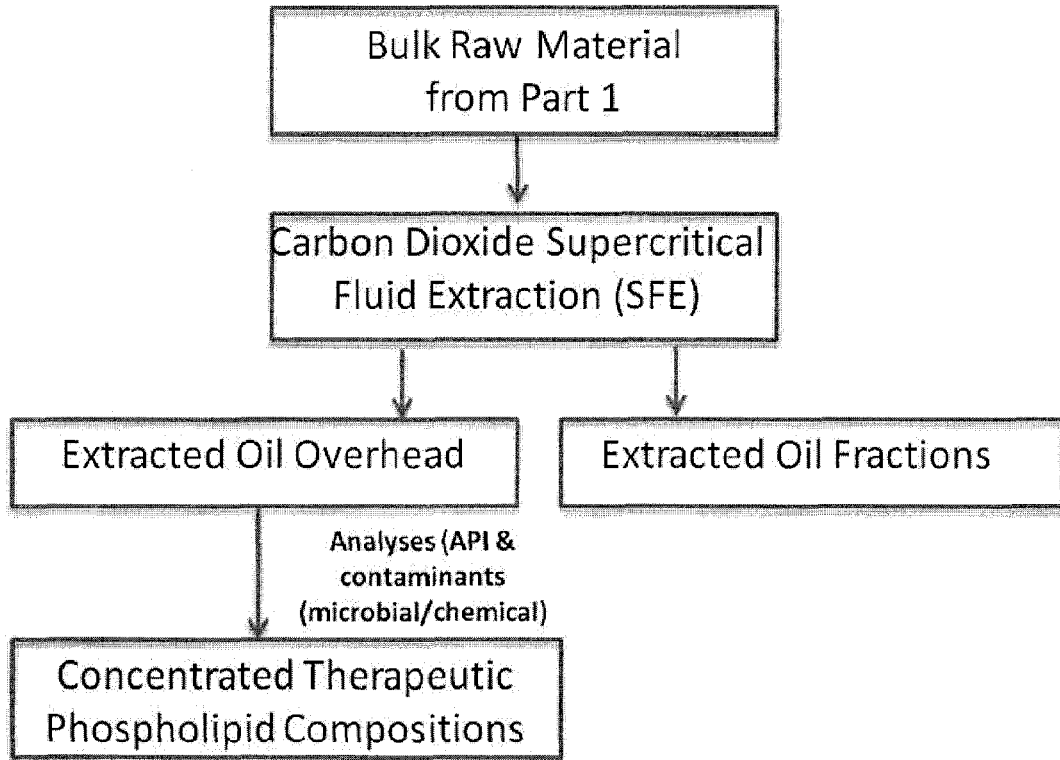 Bulk Raw Material
from Part 1
Carbon Dioxide Supercritical
Fluid Extraction (SFE)
Extracted Oil Overhead
Extracted Oil Fractions
Analyses (API &
contaminants
(microbial/chemical)
Concentrated Therapeutic
Phospholipid Compositions